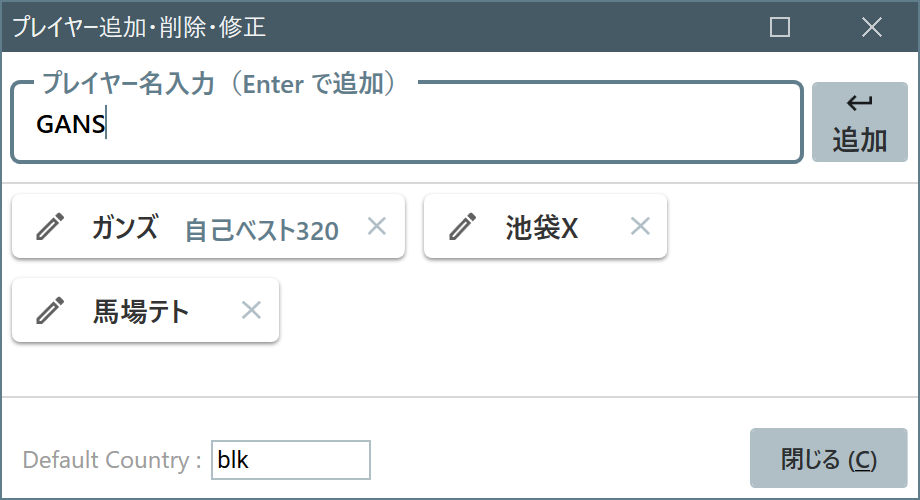 プレイヤー追加・削除・修正
プレイヤー名入力（Enter で追加）
GANS
追加
ガンズ 自己ベスト320
池袋X
馬場テト
Default Country :
blk
閉じる (C)